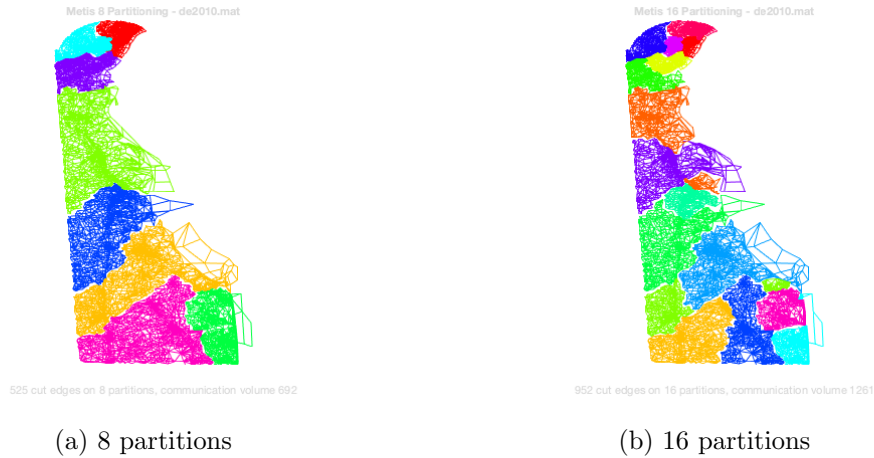 Metis 8 Partitioning - de2010.mat
Metis 16 Partitioning - de2010.mat
525 cut edges on 8 partitions, communication volume 692
952 cut edges on 16 partitions, communication volume 1261
(a) 8 partitions
(b) 16 partitions